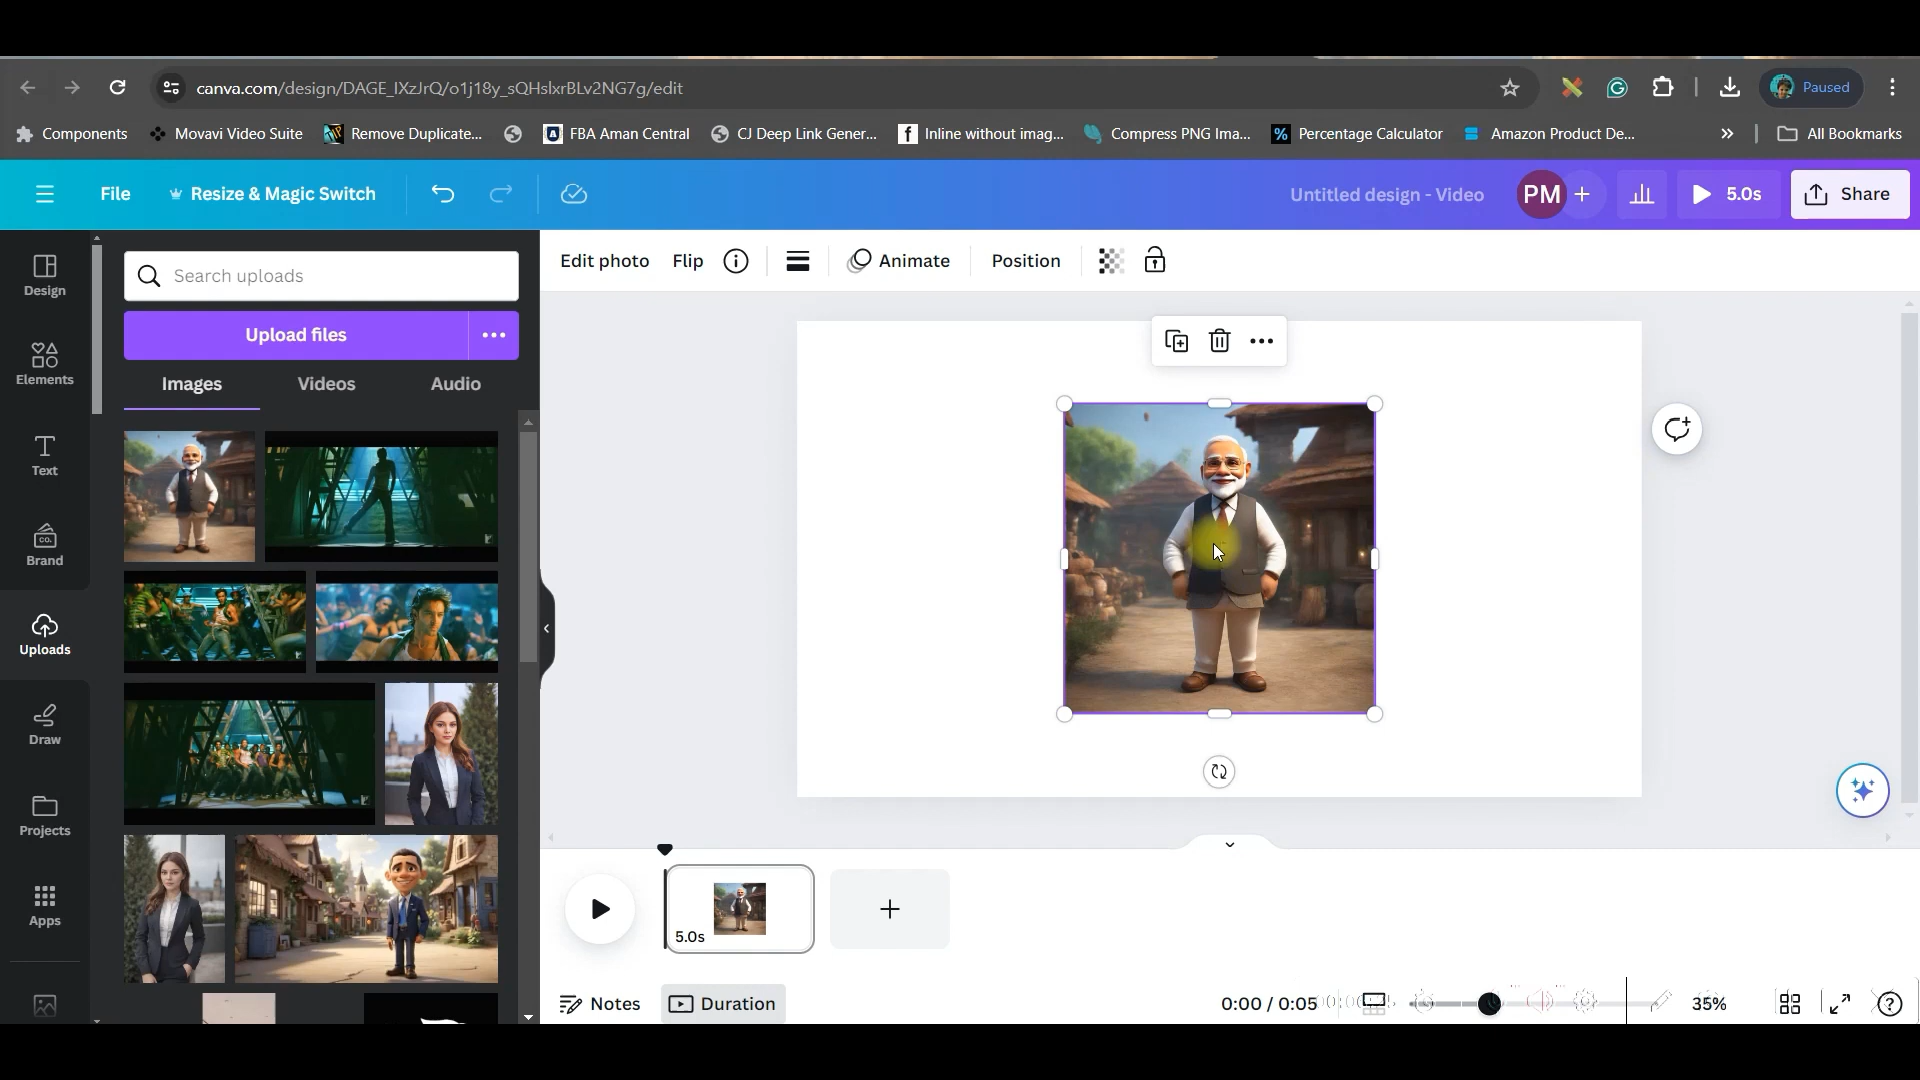 canva.com/design/DAGE_IXzJrQ/o1j18y_sQHslxrBLv2NG7g/edit
Paused
Components
Movavi Video Suite
Remove Duplicate...
FBA Aman Central
CJ Deep Link Gener...
Inline without imag...
Compress PNG Ima...
Percentage Calculator
Amazon Product De...
All Bookmarks
File
Resize & Magic Switch
Untitled design - Video
PM
5.0s
Share
Design
Elements
Text
Brand
Uploads
Draw
Projects
Apps
Search uploads
Upload files
Images
Videos
Audio
Edit photo
Flip
Animate
Position
5.0s
Notes
Duration
0:00 / 0:05
35%